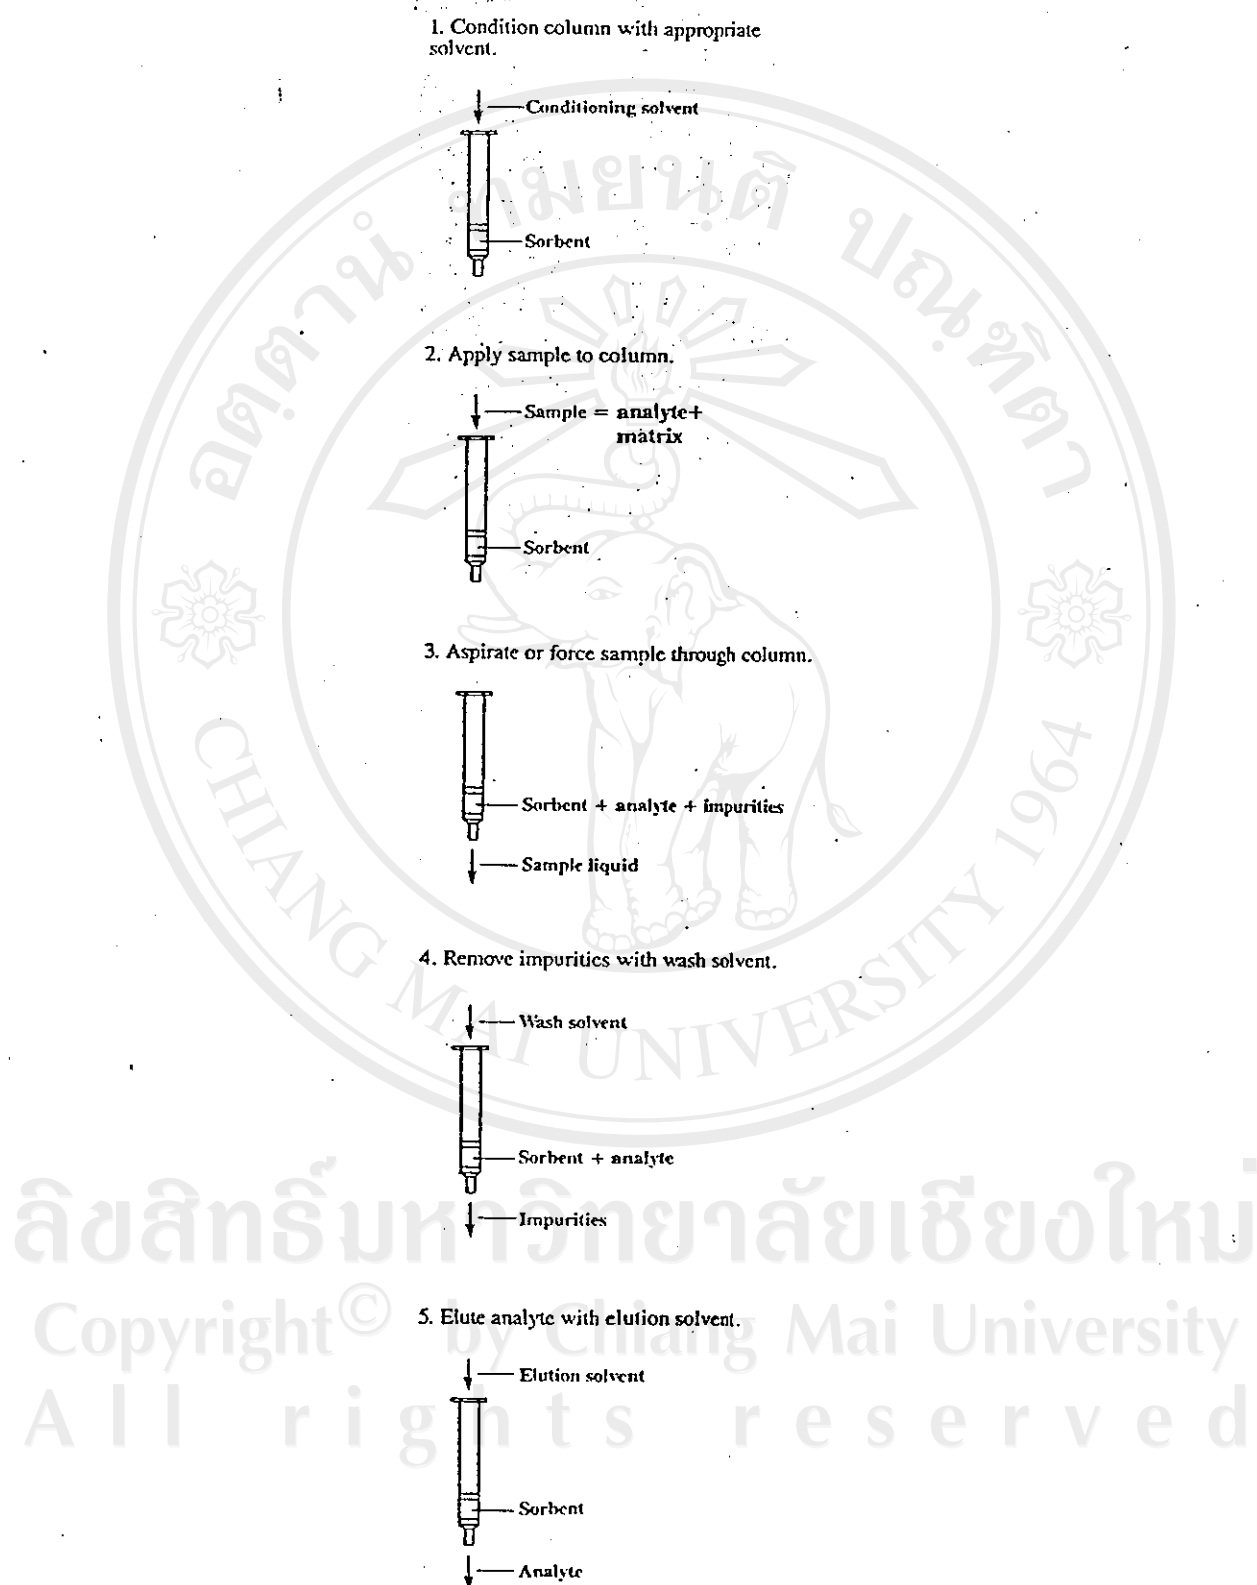 1. Condition column with appropriate
solvent.
Conditioning solvent
Sorbent
2. Apply sample to column.
Sample = analyte+
matrix
Sorbent
3. Aspirate or force sample through column.
Sorbent + analyte + impurities
Sample liquid
4. Remove impurities with wash solvent.
Wash solvent
Sorbent + analyte
Impurities
5. Elute analyte with elution solvent.
Elution solvent
Sorbent
Analyte
CHIANG MAI UNIVERSITY 1964
ลิขสิทธิ์มหาวิทยาลัยเชียงใหม่
Copyright© by Chiang Mai University
All rights reserved